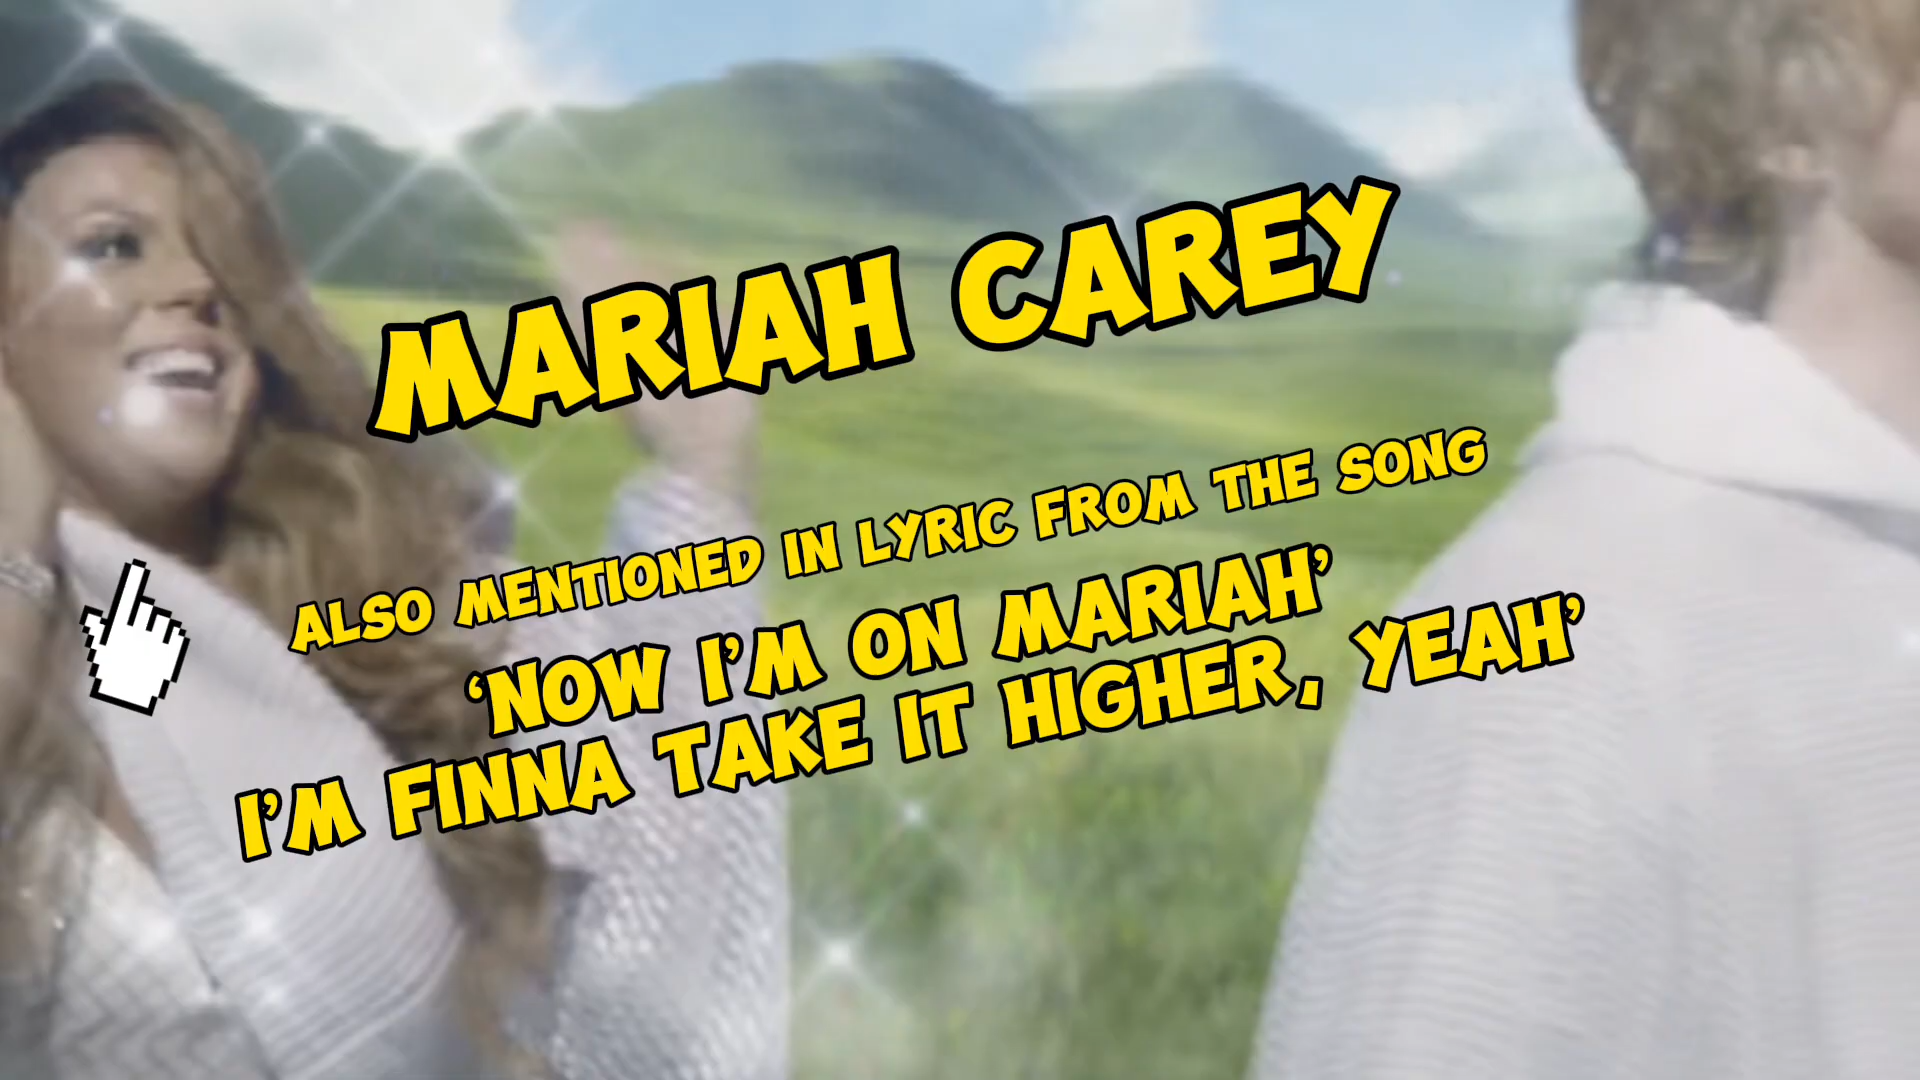 MARIAH CAREY
ALSO MENTIONED IN LYRIC FROM THE SONG
‘NOW I’M ON MARIAH’
I’M FINNA TAKE IT HIGHER, YEAH’